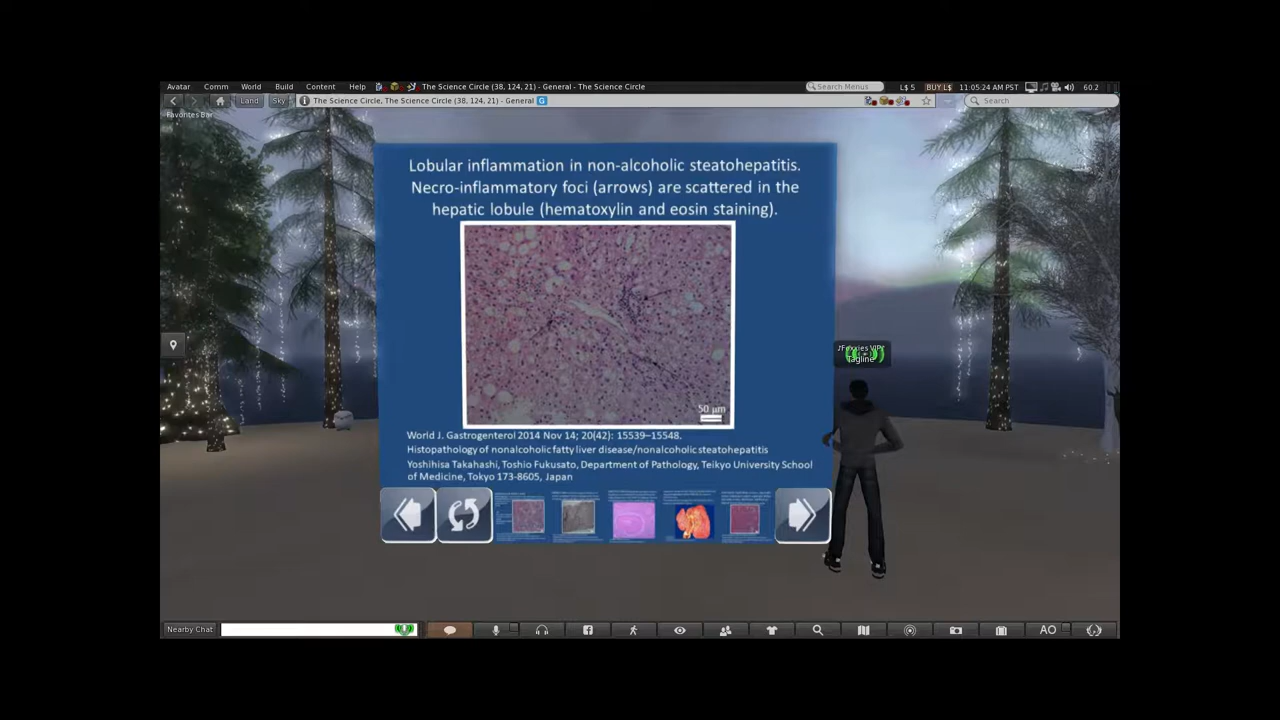 Avatar Comm World Build Content Help The Science Circle (38, 124, 21) - General - The Science Circle Search Menus L$ 5 BUY L$ 11:05:24 AM PST 60.2
Land Sky The Science Circle, The Science Circle (38, 124, 21) - General G Search
Favorites Bar
Lobular inflammation in non-alcoholic steatohepatitis.
Necro-inflammatory foci (arrows) are scattered in the
hepatic lobule (hematoxylin and eosin staining).
50 µm
World J. Gastrogenterol 2014 Nov 14; 20(42): 15539–15548.
Histopathology of nonalcoholic fatty liver disease/nonalcoholic steatohepatitis
Yoshihisa Takahashi, Toshio Fukusato, Department of Pathology, Teikyo University School
of Medicine, Tokyo 173-8605, Japan
Tagline
Nearby Chat AO